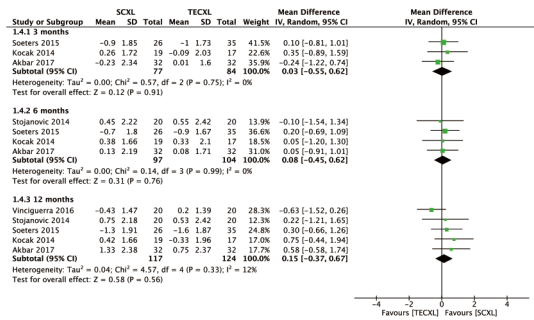 SCXL TECXL Mean Difference Mean Difference
Study or Subgroup Mean SD Total Mean SD Total Weight IV, Random, 95% CI IV, Random, 95% CI
1.4.1 3 months
Soeters 2015 -0.9 1.85 26 -1 1.73 35 41.5% 0.10 [-0.81, 1.01]
Kocak 2014 0.26 1.72 19 -0.09 2.03 17 22.4% 0.35 [-0.89, 1.59]
Akbar 2017 -0.23 2.34 32 0.01 1.6 32 36.1% -0.24 [-1.22, 0.74]
Subtotal (95% CI) 77 84 100.0% 0.03 [-0.55, 0.62]
Heterogeneity: Tau² = 0.00; Chi² = 0.57, df = 2 (P = 0.75); I² = 0%
Test for overall effect: Z = 0.12 (P = 0.91)
1.4.2 6 months
Stojanovic 2014 0.45 2.22 20 0.55 2.42 20 13.9% -0.10 [-1.54, 1.34]
Soeters 2015 -0.7 1.8 26 -0.9 1.67 35 36.6% 0.20 [-0.69, 1.09]
Kocak 2014 0.38 1.66 19 0.33 2.1 17 18.3% 0.05 [-1.20, 1.30]
Akbar 2017 0.13 2.19 32 0.08 1.71 32 31.2% 0.05 [-0.91, 1.01]
Subtotal (95% CI) 97 104 100.0% 0.08 [-0.45, 0.62]
Heterogeneity: Tau² = 0.00; Chi² = 0.14, df = 3 (P = 0.99); I² = 0%
Test for overall effect: Z = 0.31 (P = 0.76)
1.4.3 12 months
Vinciguerra 2016 -0.43 1.47 20 0.2 1.39 20 28.3% -0.63 [-1.52, 0.26]
Stojanovic 2014 0.75 2.18 20 0.53 2.42 20 12.3% 0.22 [-1.21, 1.65]
Soeters 2015 -1.3 1.91 26 -1.6 1.87 35 24.8% 0.30 [-0.66, 1.26]
Kocak 2014 0.42 1.66 19 -0.33 1.96 17 17.7% 0.75 [-0.44, 1.94]
Akbar 2017 1.33 2.38 32 0.75 2.37 32 16.9% 0.58 [-0.58, 1.74]
Subtotal (95% CI) 117 124 100.0% 0.15 [-0.37, 0.67]
Heterogeneity: Tau² = 0.04; Chi² = 4.57, df = 4 (P = 0.33); I² = 12%
Test for overall effect: Z = 0.58 (P = 0.56)
-4 -2 0 2 4
Favours [TECXL] Favours [SCXL]